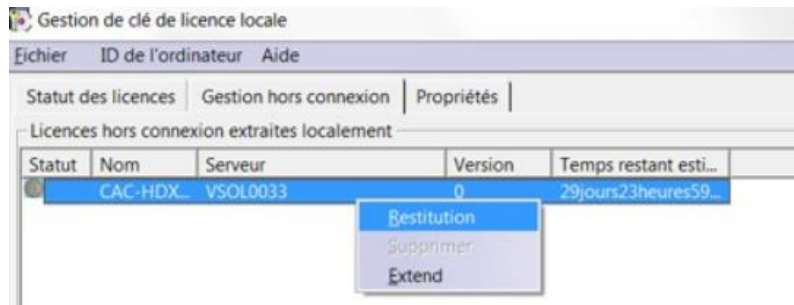 Gestion de clé de licence locale
Fichier ID de l'ordinateur Aide
Statut des licences Gestion hors connexion Propriétés
Licences hors connexion extraites localement
Statut Nom Serveur Version Temps restant esti...
CAC-HDX... VSOL0033 0 29jours23heures59...
Restitution
Supprimer
Extend